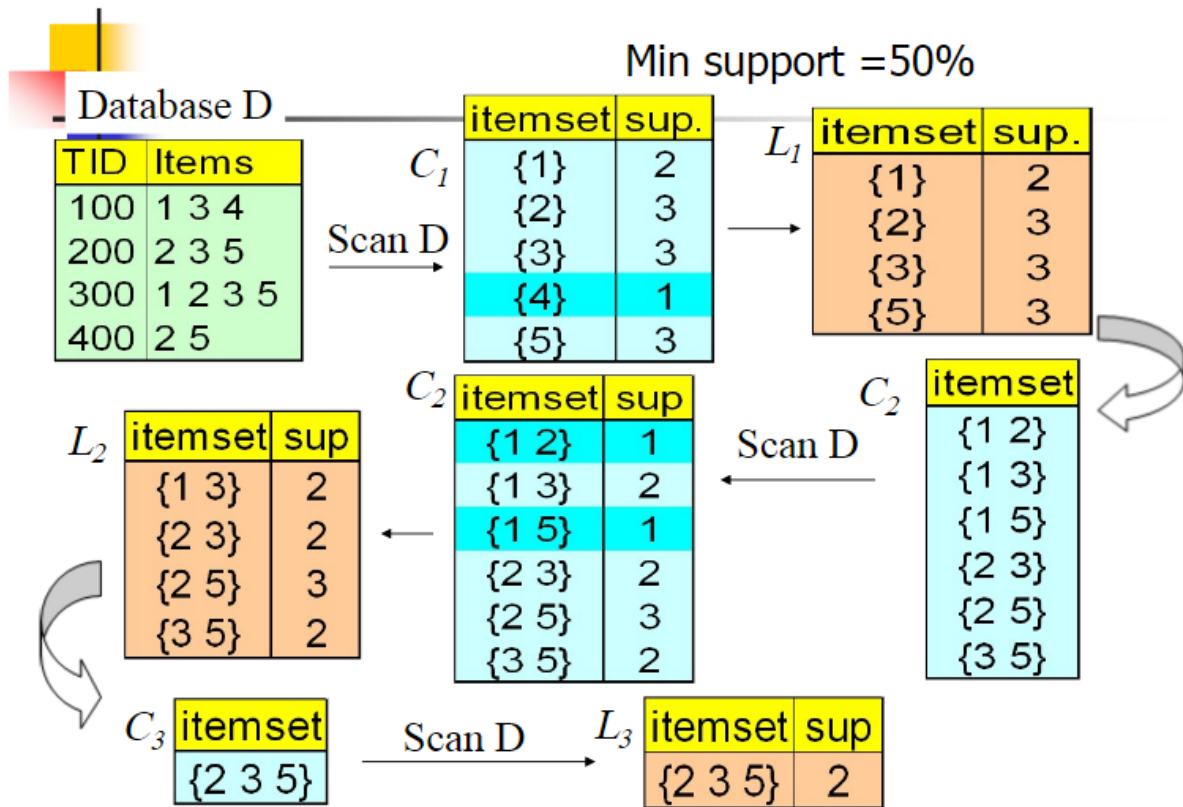 Min support =50%
Database D
TID Items
100 1 3 4
200 2 3 5
300 1 2 3 5
400 2 5
Scan D
C1
itemset sup.
{1} 2
{2} 3
{3} 3
{4} 1
{5} 3
L1
itemset sup.
{1} 2
{2} 3
{3} 3
{5} 3
C2
itemset
{1 2}
{1 3}
{1 5}
{2 3}
{2 5}
{3 5}
Scan D
C2
itemset sup
{1 2} 1
{1 3} 2
{1 5} 1
{2 3} 2
{2 5} 3
{3 5} 2
L2
itemset sup
{1 3} 2
{2 3} 2
{2 5} 3
{3 5} 2
C3
itemset
{2 3 5}
Scan D
L3
itemset sup
{2 3 5} 2